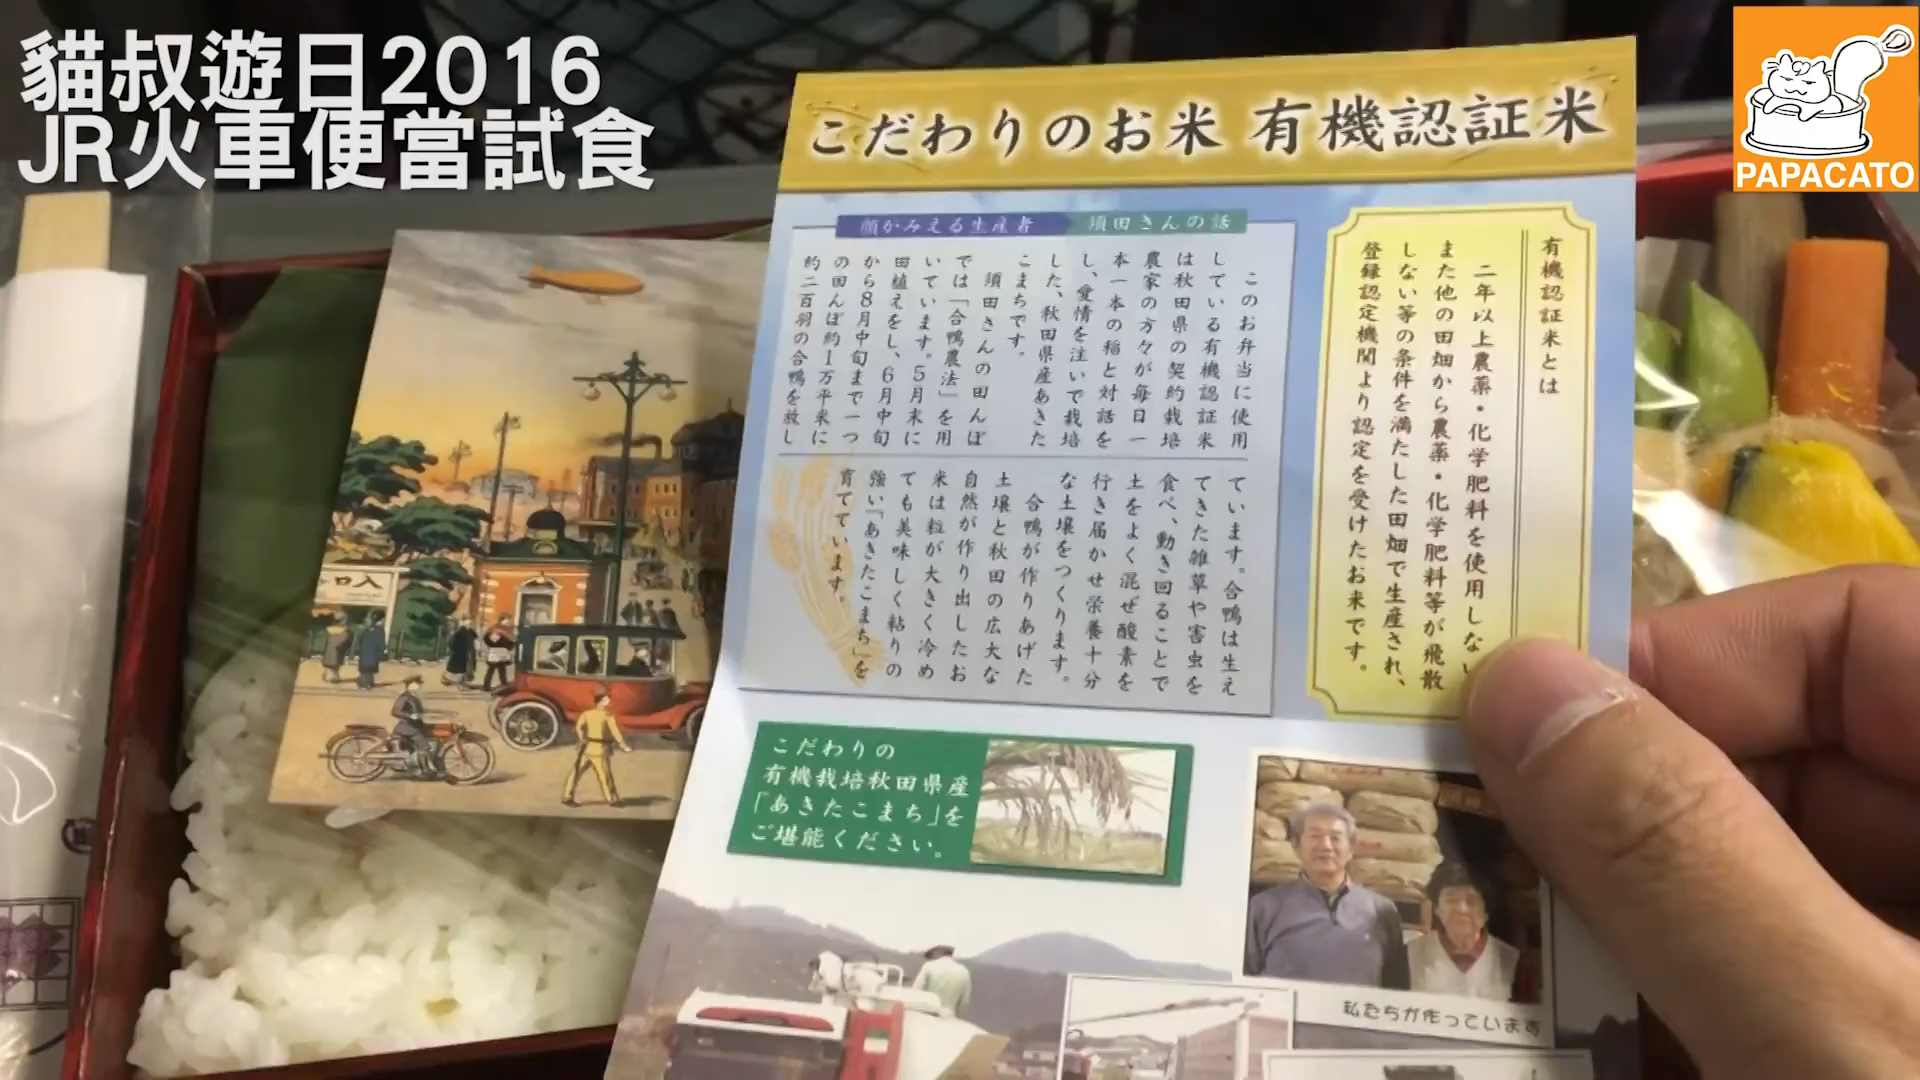 貓叔遊日2016
JR火車便當試食
PAPACATO
こだわりのお米 有機認証米
有機認証米とは
二年以上農薬・化学肥料を使用しない
また他の田畑から農薬・化学肥料等が飛散
しない等の条件を満たした田畑で生産され、
登録認定機関より認定を受けたお米です。
顔がみえる生産者 須田さんの話
このお弁当に使用
している有機認証米
は秋田県の契約栽培
農家の方々が毎日一
本一本の稲と対話を
し、愛情を注いで栽培
した、秋田県産あきた
こまちです。
須田さんの田んぼ
では「合鴨農法」を用
いています。5月末に
田植えをし、6月中旬
から8月中旬まで一つ
の田んぼ約1万平米に
約二百羽の合鴨を放し
ています。合鴨は生え
てきた雑草や害虫を
食べ、動き回ることで
土をよく混ぜ酸素を
行き届かせ栄養十分
な土壌をつくります。
合鴨が作りあげた
土壌と秋田の広大な
自然が作り出したお
米は粒が大きく冷め
ても美味しく粘りの
強い「あきたこまち」を
育てています。
こだわりの
有機栽培秋田県産
「あきたこまち」を
ご堪能ください。
私たちが作っています
入口